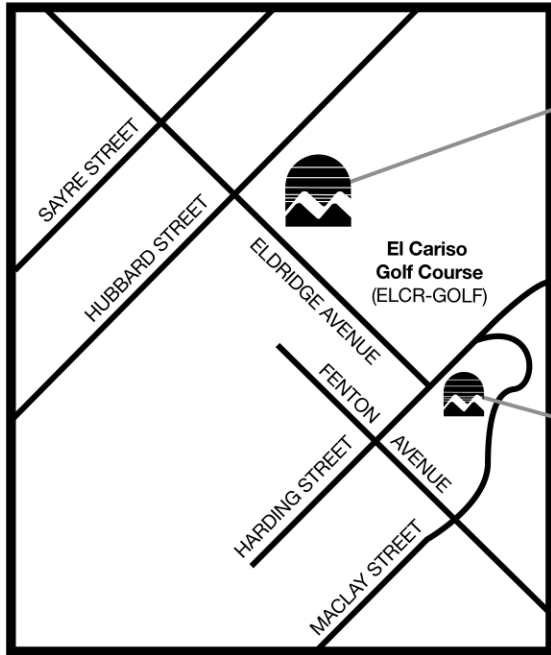 SAYRE STREET
HUBBARD STREET
ELDRIDGE AVENUE
El Cariso
Golf Course
(ELCR-GOLF)
FENTON
AVENUE
HARDING STREET
MACLAY STREET